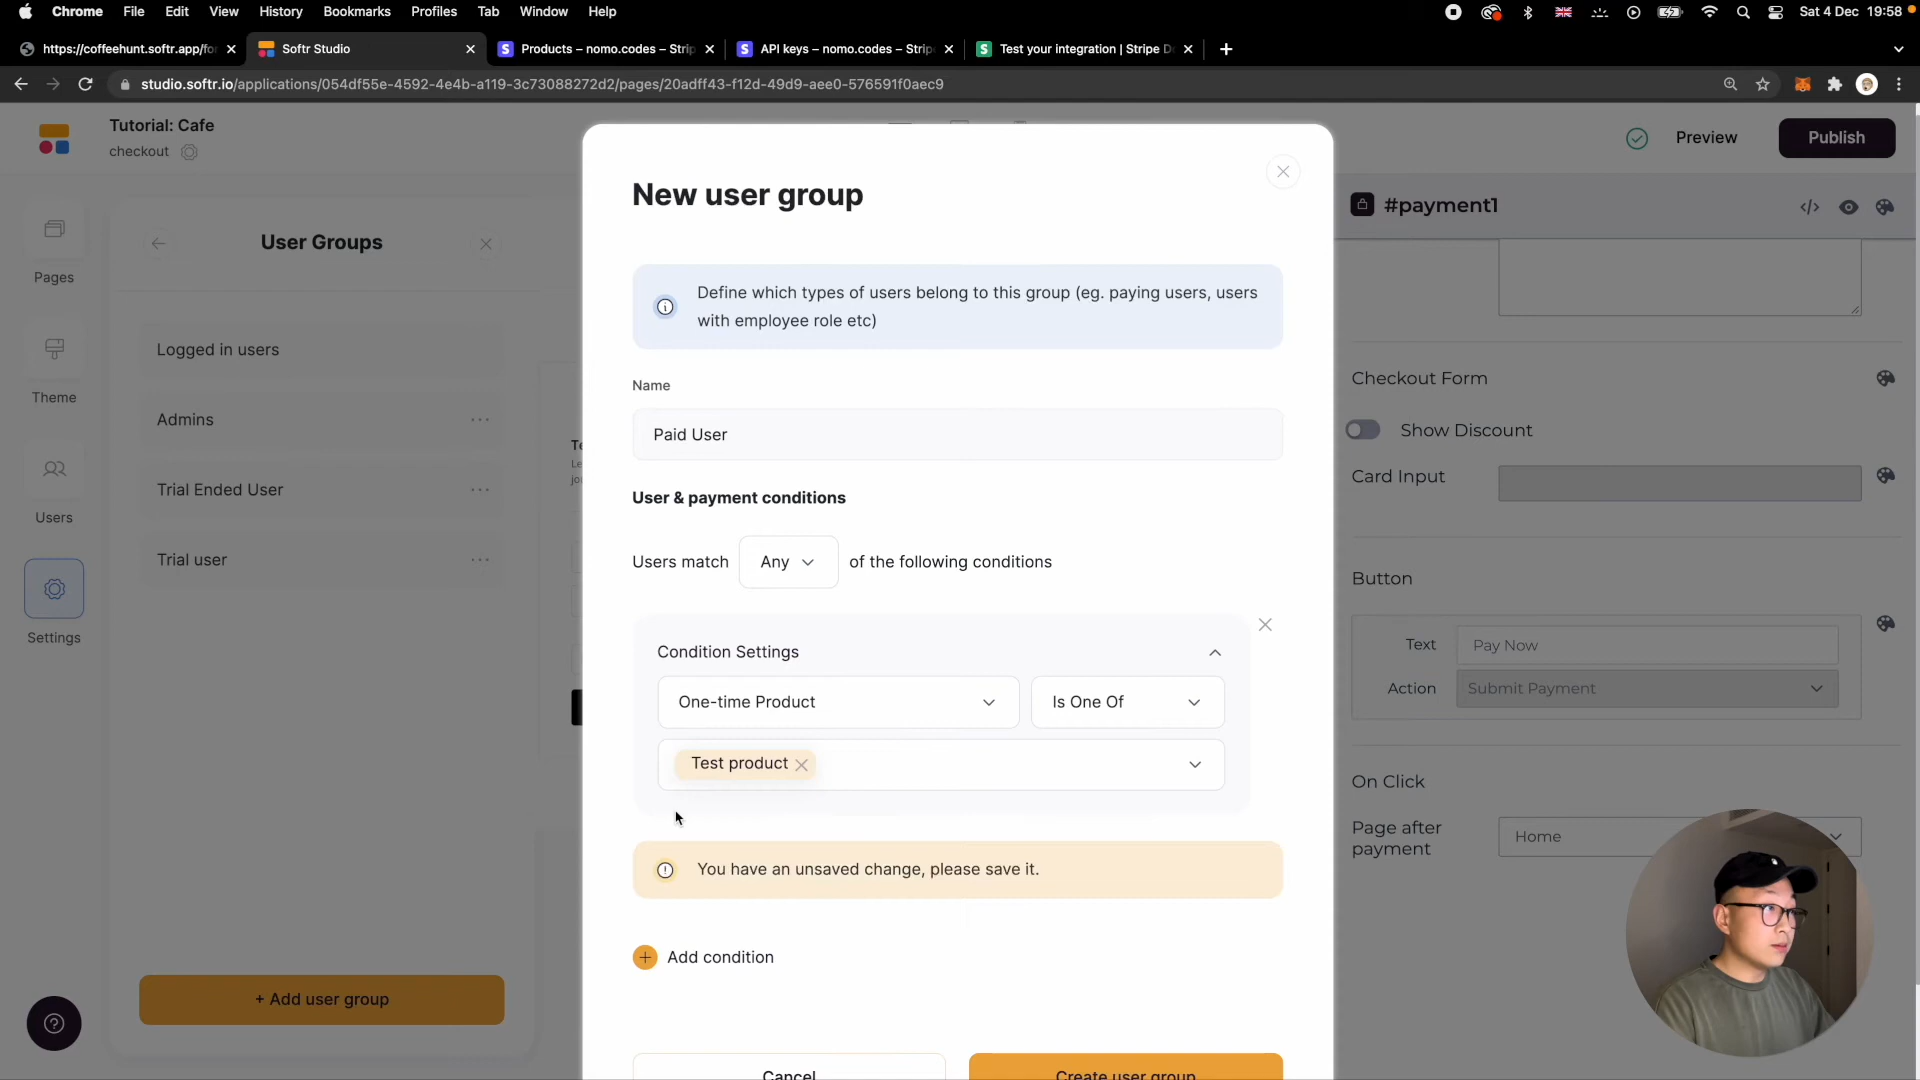 Chrome File Edit View History Bookmarks Profiles Tab Window Help Sat 4 Dec 19:58
https://coffeehunt.softr.app/for Softr Studio Products – nomo.codes – Strip API keys – nomo.codes – Stripe Test your integration | Stripe D
studio.softr.io/applications/054df55e-4592-4e4b-a119-3c73088272d2/pages/20adff43-f12d-49d9-aee0-576591f0aec9
Tutorial: Cafe
checkout
Preview
Publish
Pages
Theme
Users
Settings
User Groups
Logged in users
Admins
Trial Ended User
Trial user
+ Add user group
Te
Le
jou
New user group
Define which types of users belong to this group (eg. paying users, users
with employee role etc)
Name
Paid User
User & payment conditions
Users match Any of the following conditions
Condition Settings
One-time Product Is One Of
Test product
You have an unsaved change, please save it.
+ Add condition
Cancel Create user group
#payment1
Checkout Form
Show Discount
Card Input
Button
Text Pay Now
Action Submit Payment
On Click
Page after
payment
Home